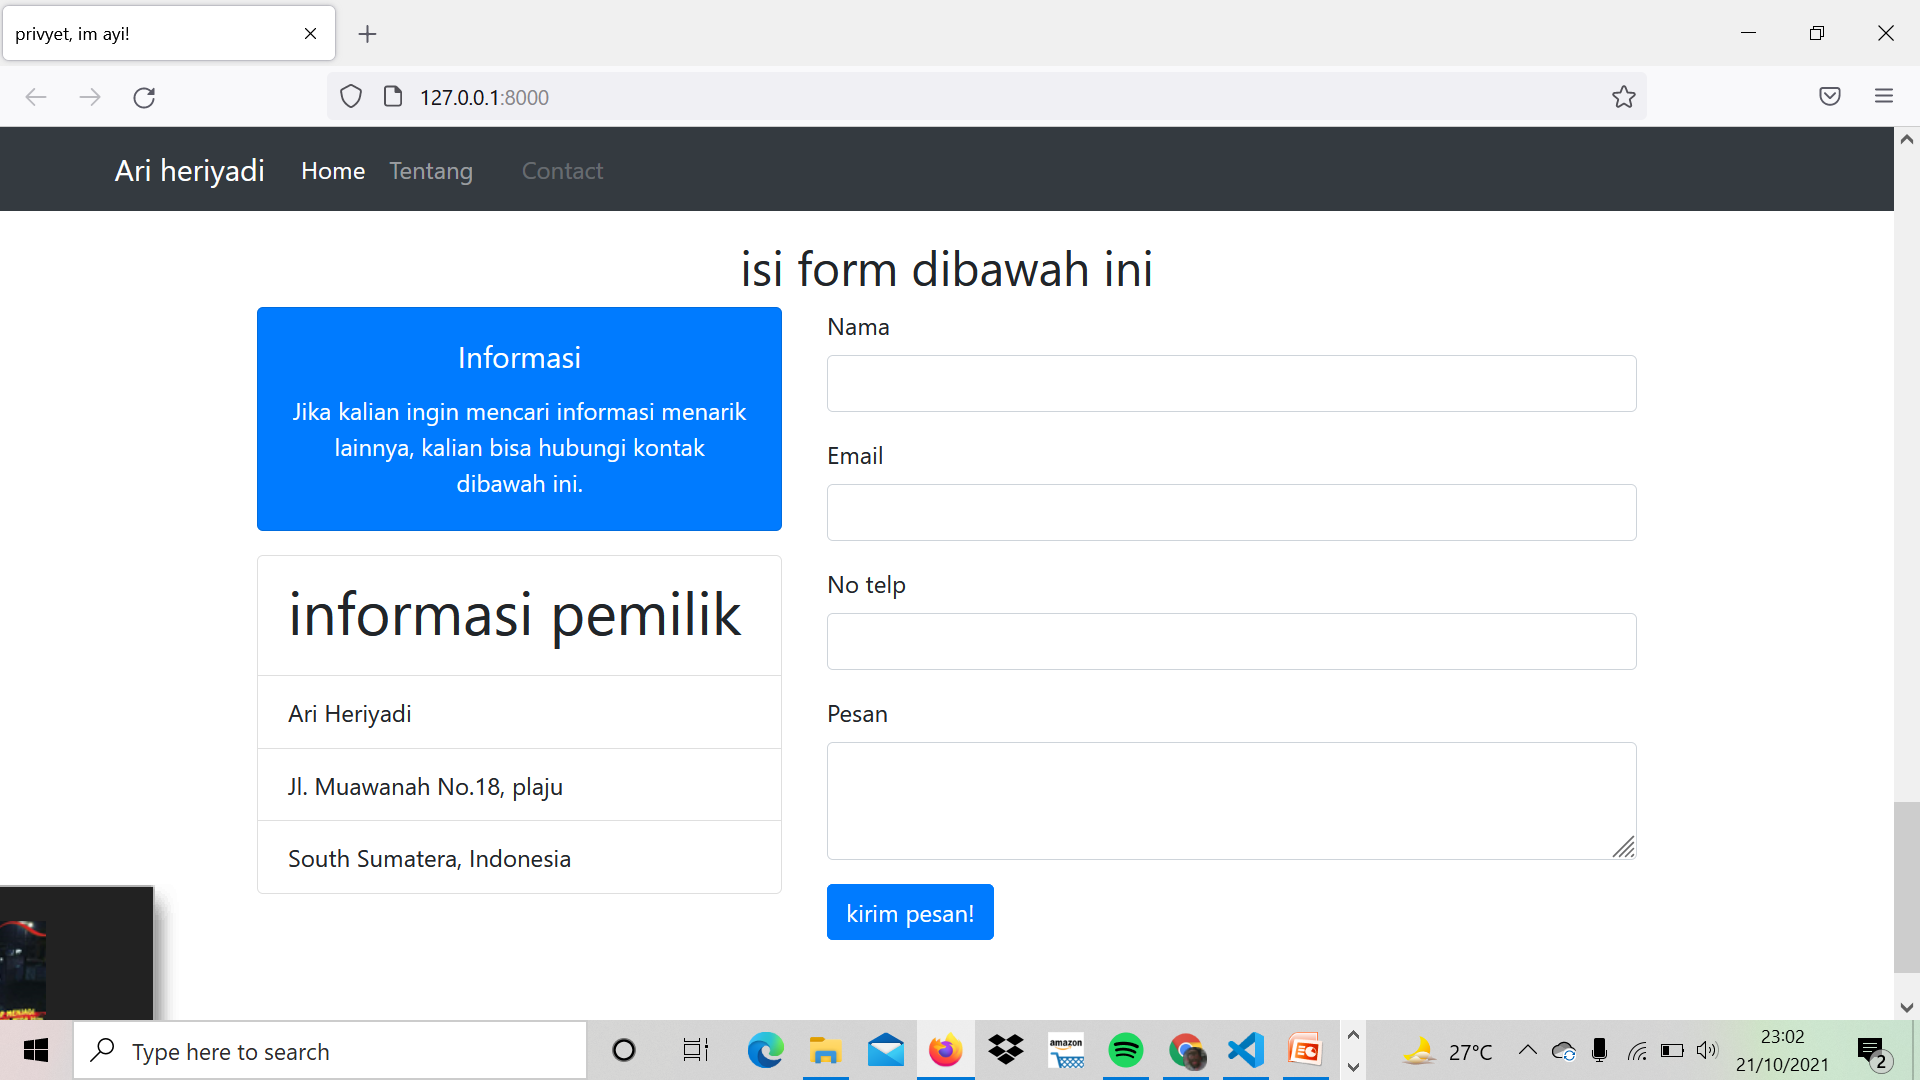 privyet, im ayi!
127.0.0.1:8000
Ari heriyadi Home Tentang Contact
isi form dibawah ini
Informasi
Jika kalian ingin mencari informasi menarik
lainnya, kalian bisa hubungi kontak
dibawah ini.
informasi pemilik
Ari Heriyadi
Jl. Muawanah No.18, plaju
South Sumatera, Indonesia
Nama
Email
No telp
Pesan
kirim pesan!
Type here to search
amazon
27°C
23:02
21/10/2021
2